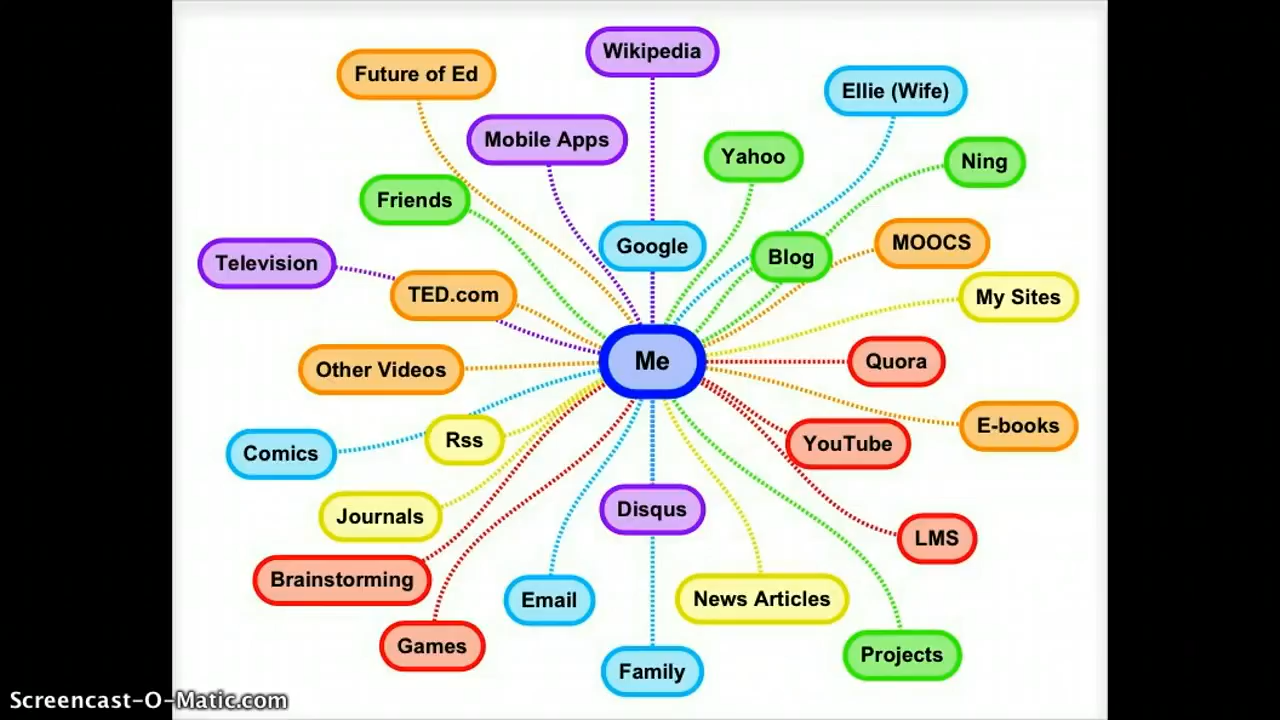 Wikipedia
Future of Ed
Ellie (Wife)
Mobile Apps
Yahoo
Ning
Friends
Google
Blog
MOOCS
Television
TED.com
My Sites
Me
Quora
Other Videos
E-books
Rss
YouTube
Comics
Journals
Disqus
LMS
Brainstorming
Email
News Articles
Games
Projects
Family
Screencast-O-Matic.com